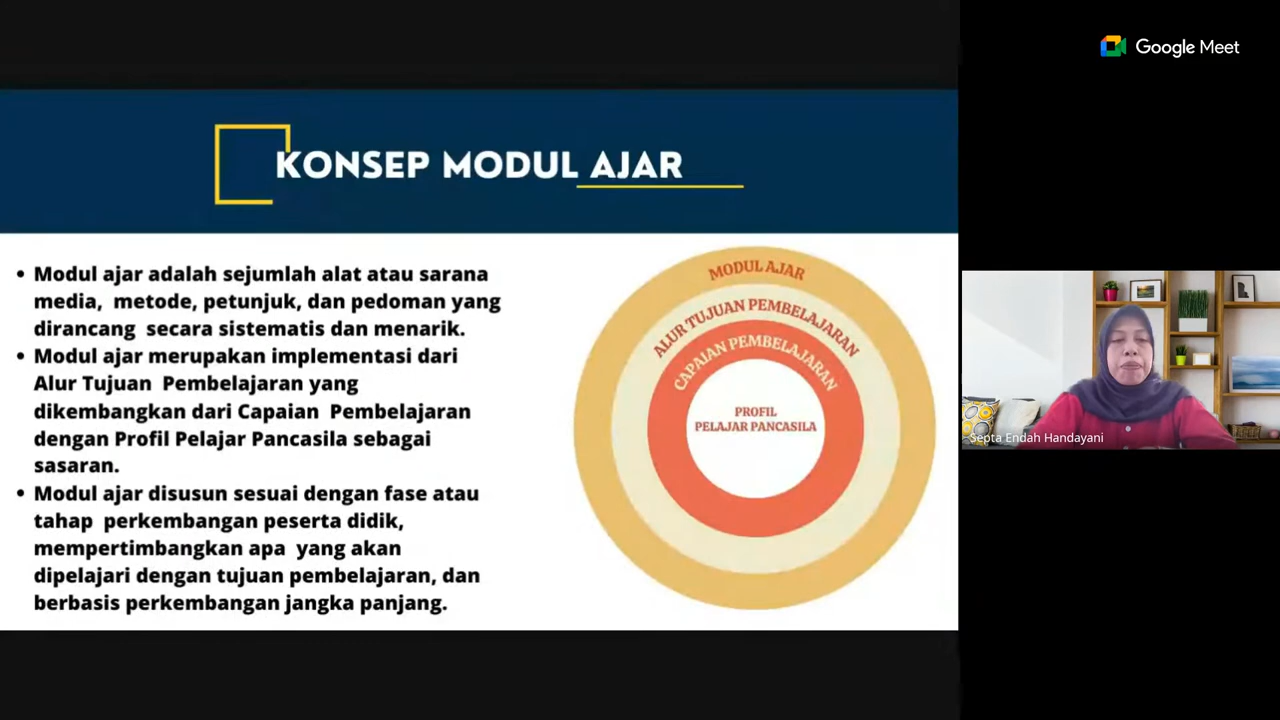 Google Meet
KONSEP MODUL AJAR
• Modul ajar adalah sejumlah alat atau sarana
media, metode, petunjuk, dan pedoman yang
dirancang secara sistematis dan menarik.
• Modul ajar merupakan implementasi dari
Alur Tujuan Pembelajaran yang
dikembangkan dari Capaian Pembelajaran
dengan Profil Pelajar Pancasila sebagai
sasaran.
• Modul ajar disusun sesuai dengan fase atau
tahap perkembangan peserta didik,
mempertimbangkan apa yang akan
dipelajari dengan tujuan pembelajaran, dan
berbasis perkembangan jangka panjang.
MODUL AJAR
ALUR TUJUAN PEMBELAJARAN
CAPAIAN PEMBELAJARAN
PROFIL
PELAJAR PANCASILA
Septa Endah Handayani